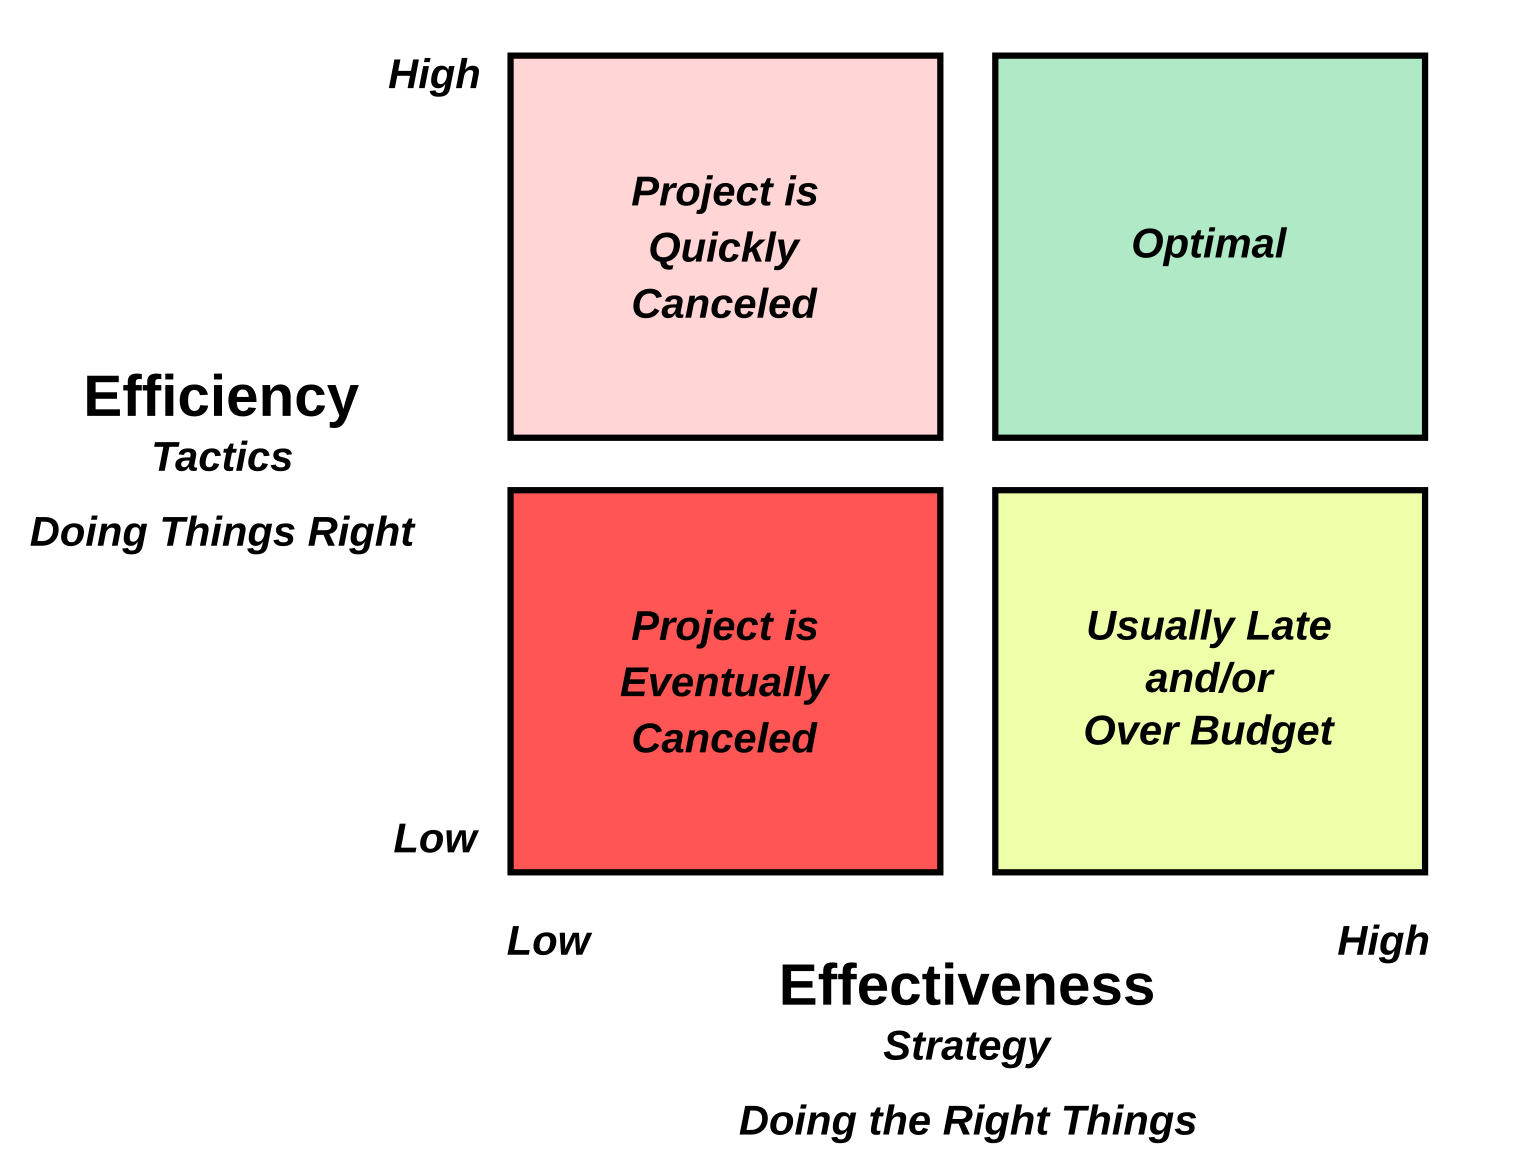 High
Project is
Quickly
Canceled
Optimal
Efficiency
Tactics
Doing Things Right
Project is
Eventually
Canceled
Usually Late
and/or
Over Budget
Low
Low
High
Effectiveness
Strategy
Doing the Right Things